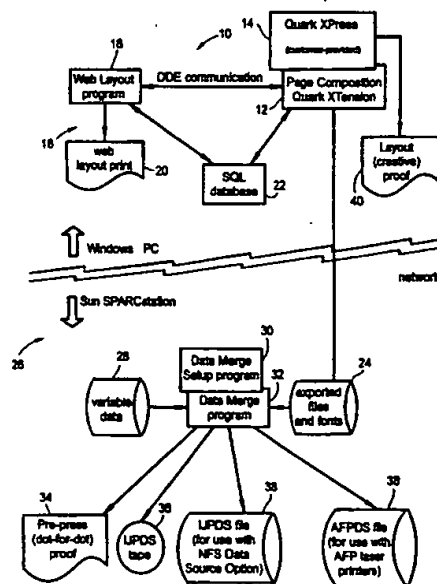 14
Quark XPress
(customer-provided)
10
18
Web Layout
program
DDE communication
Page Composition
Quark XTension
12
18
web
layout print
20
SQL
database
22
Layout
(creative)
proof
40
Windows PC
network
Sun SPARCstation
26
30
Data Merge
Setup program
32
28
variable
data
Data Merge
program
24
exported
files
and fonts
34
Pre-press
(dot-for-dot)
proof
36
IJPDS
tape
38
IJPDS file
(for use with
NFS Data
Source Option)
38
AFPDS file
(for use with
AFP laser
printers)